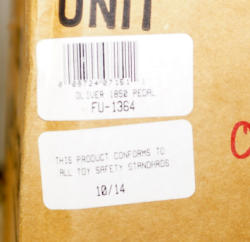 UNIT
OLIVER 1850 PEDAL
FU-1364
THIS PRODUCT CONFORMS TO
ALL TOY SAFETY STANDARDS
10/14
C